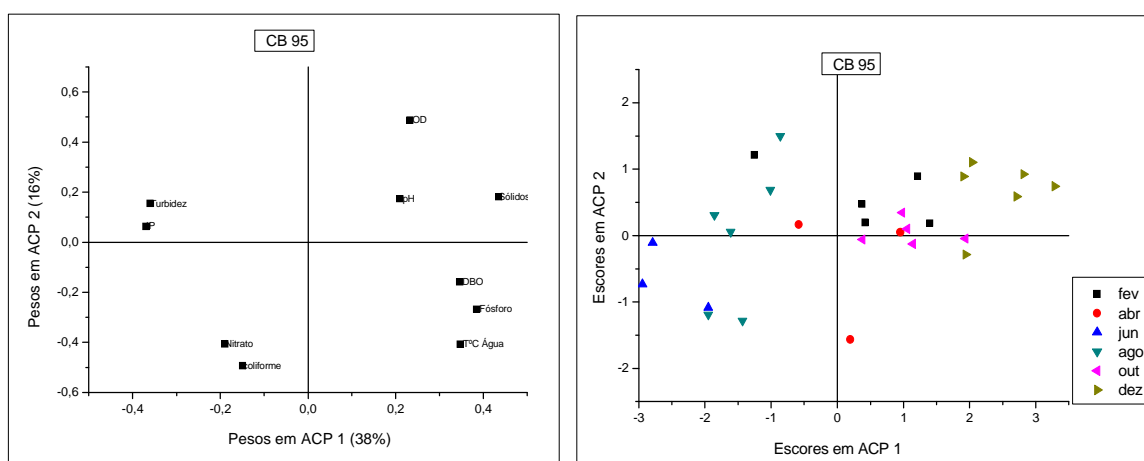 CB 95
0,6
0,4
0,2
0,0
-0,2
-0,4
-0,6
-0,4
-0,2
0,0
0,2
0,4
Pesos em ACP 2 (16%)
Pesos em ACP 1 (38%)
OD
pH
Sólidos
Turbidez
P
DBO
Fósforo
TºC Água
Nitrato
coliforme
CB 95
2
1
0
-1
-2
-3
-2
-1
0
1
2
3
Escores em ACP 2
Escores em ACP 1
fev
abr
jun
ago
out
dez